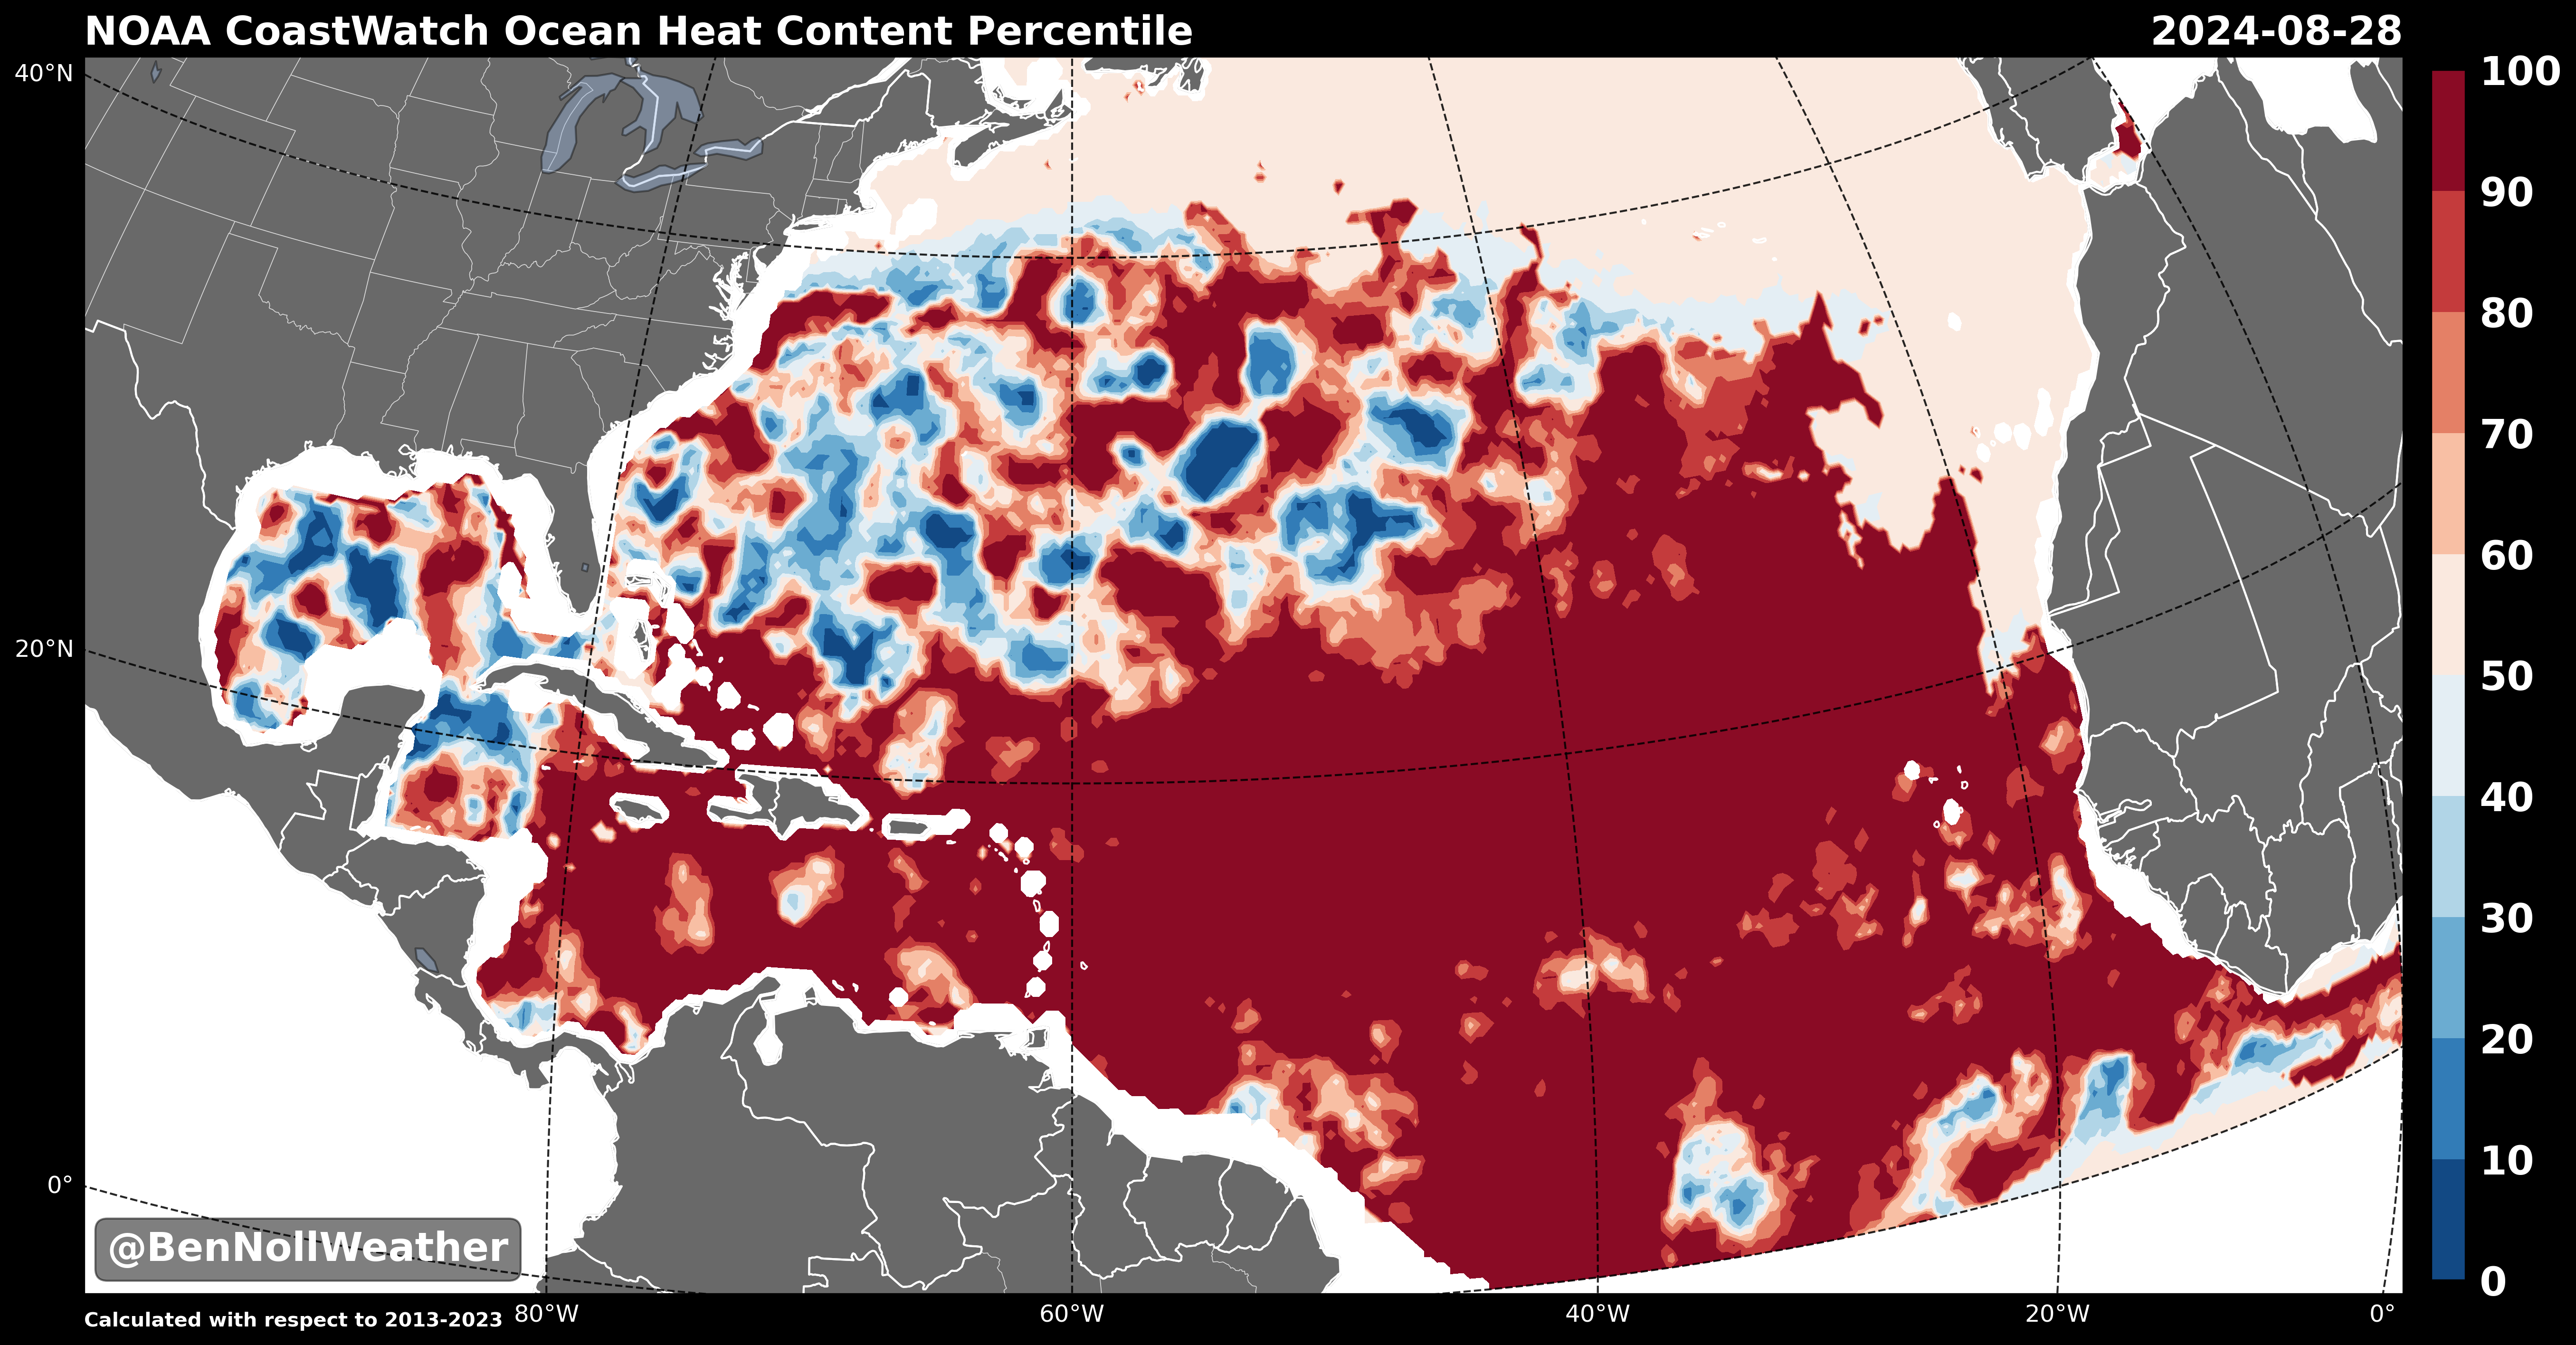 NOAA CoastWatch Ocean Heat Content Percentile
2024-08-28
40°N
20°N
0°
100
90
80
70
60
50
40
30
20
10
0
@BenNollWeather
Calculated with respect to 2013-2023
80°W
60°W
40°W
20°W
0°